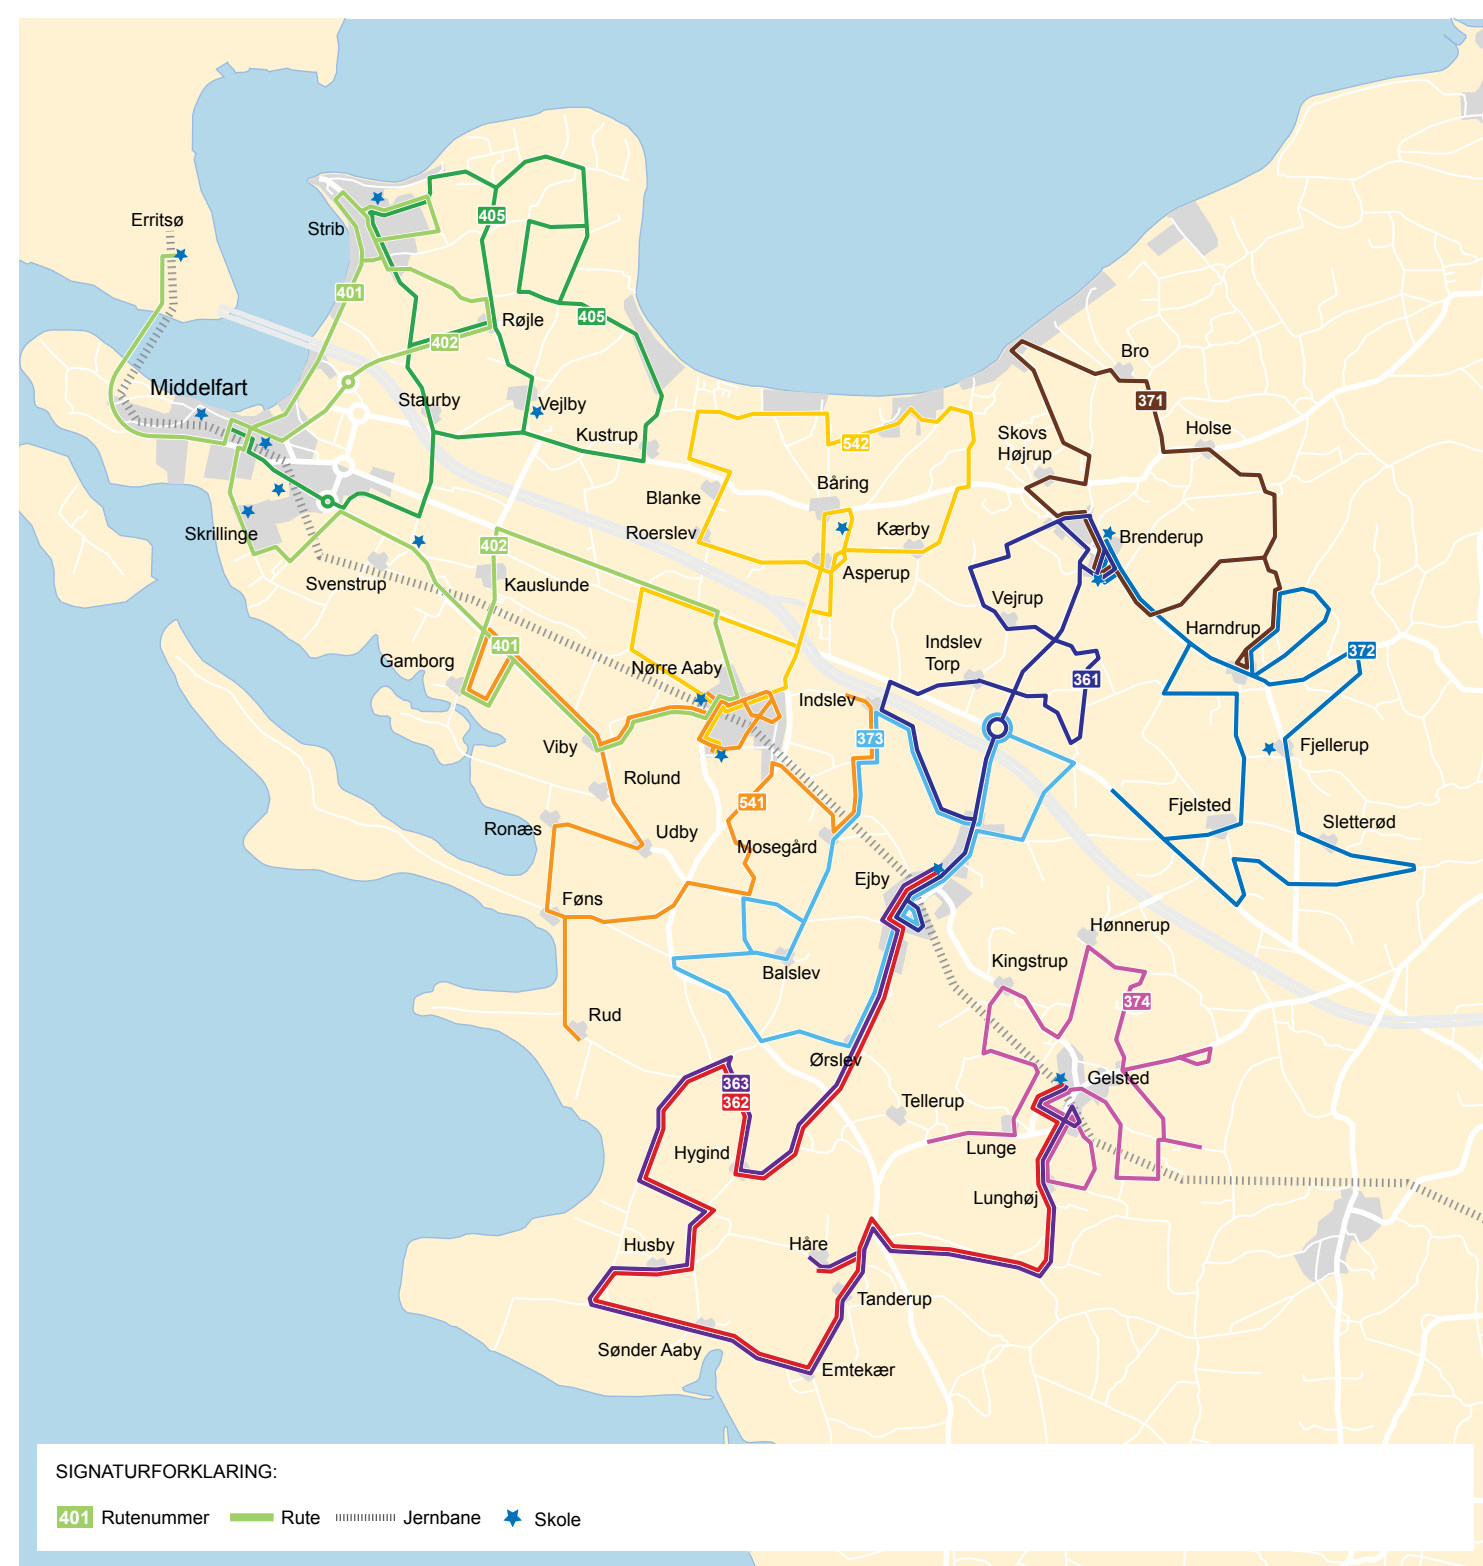 Erritsø
Strib
405
401
405
Røjle
402
Middelfart
Staurby
Vejlby
Kustrup
Bro
371
Holse
Skovs
Højrup
542
Båring
Blanke
Roerslev
Kærby
Asperup
Brenderup
Skrillinge
402
Svenstrup
Kauslunde
Vejrup
Harndrup
Indslev
Torp
372
401
Gamborg
Nørre Aaby
361
Indslev
373
Viby
Fjellerup
Rolund
541
Fjelsted
Ronæs
Udby
Mosegård
Sletterød
Ejby
Føns
Hønnerup
Kingstrup
Balslev
374
Rud
Ørslev
363
362
Gelsted
Tellerup
Hygind
Lunge
Lunghøj
Husby
Håre
Tanderup
Sønder Aaby
Emtekær
SIGNATURFORKLARING:
401 Rutenummer Rute Jernbane Skole